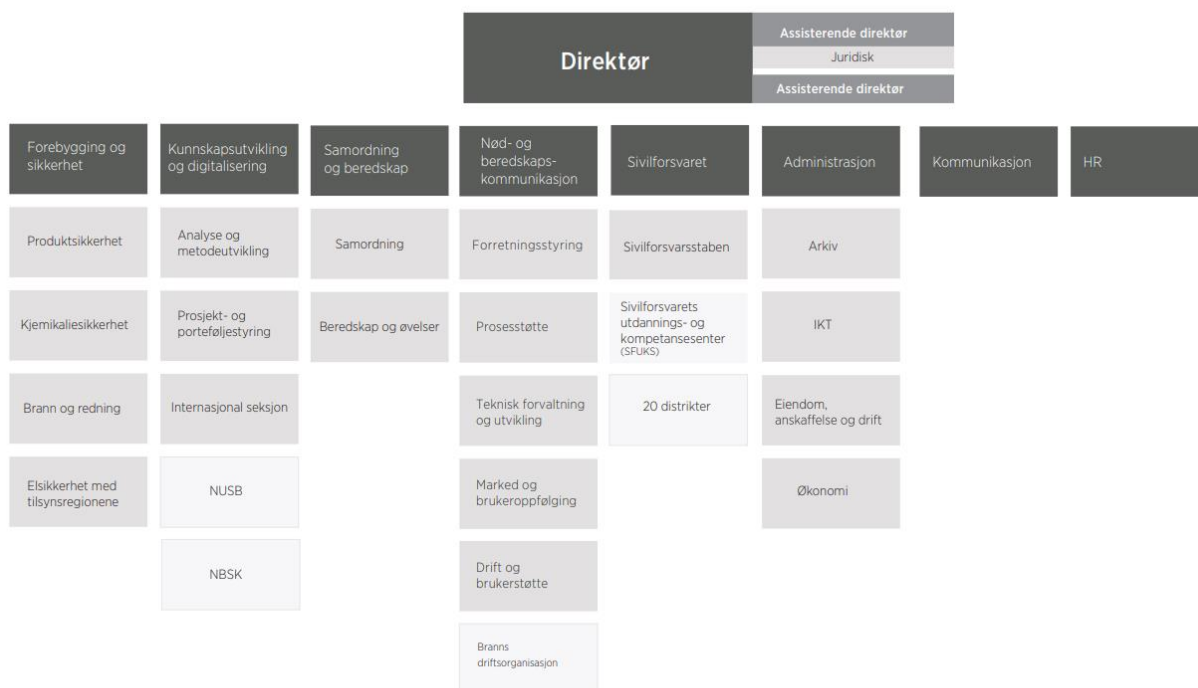 Direktør
Assisterende direktør
Juridisk
Assisterende direktør
Forebygging og
sikkerhet
Produktsikkerhet
Kjemikaliesikkerhet
Brann og redning
Elsikkerhet med
tilsynsregionene
Kunnskapsutvikling
og digitalisering
Analyse og
metodeutvikling
Prosjekt- og
porteføljestyring
Internasjonal seksjon
NUSB
NBSK
Samordning
og beredskap
Samordning
Beredskap og øvelser
Nød- og
beredskaps-
kommunikasjon
Forretningsstyring
Prosesstøtte
Teknisk forvaltning
og utvikling
Marked og
brukeroppfølging
Drift og
brukerstøtte
Branns
driftsorganisasjon
Sivilforsvaret
Sivilforsvarsstaben
Sivilforsvarets
utdannings- og
kompetansesenter
(SFUKS)
20 distrikter
Administrasjon
Arkiv
IKT
Eiendom,
anskaffelse og drift
Økonomi
Kommunikasjon
HR